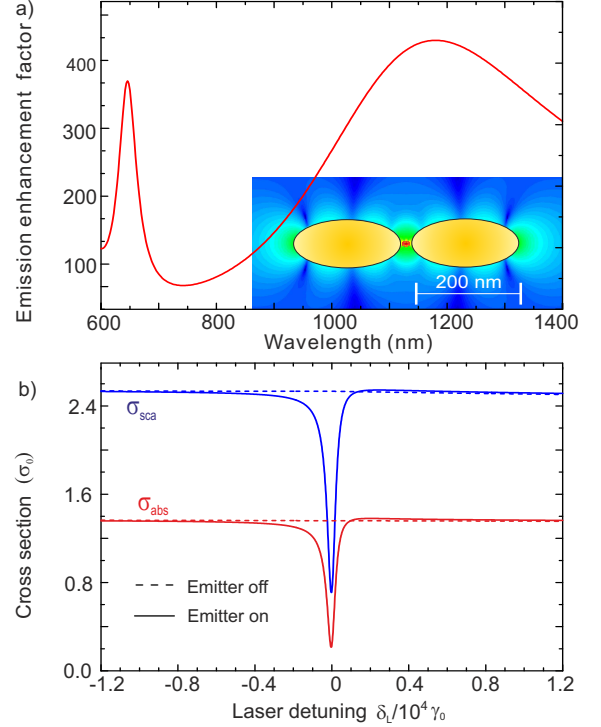 a)
Emission enhancement factor
400
300
200
100
200 nm
600
800
1000
1200
1400
Wavelength (nm)
b)
Cross section (σ₀)
2.4
1.6
0.8
0.0
σsca
σabs
Emitter off
Emitter on
-1.2
-0.8
-0.4
0
0.4
0.8
1.2
Laser detuning δL/10⁴ γ₀